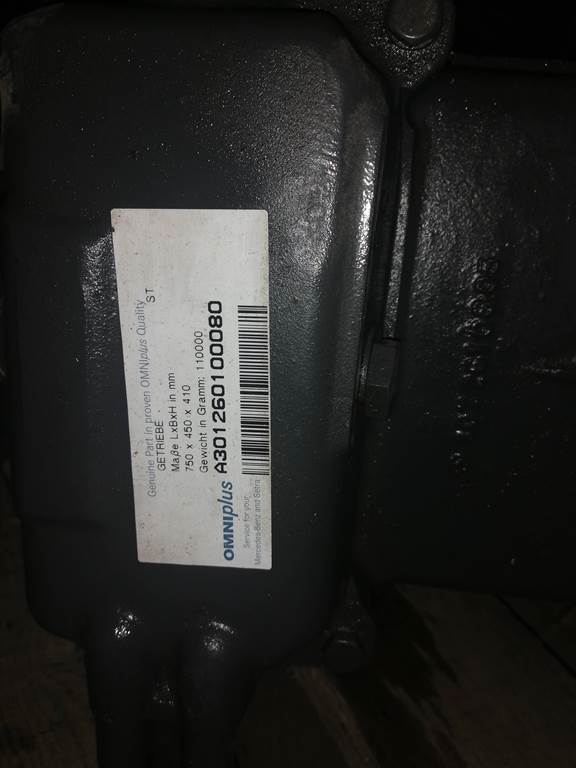 Genuine Part in proven OMNIplus Quality
GETRIEBE ST
Maße LxBxH in mm
750 x 450 x 410
Gewicht in Gramm: 110000
A301260100080
OMNIplus
Service for your
Mercedes-Benz and Setra